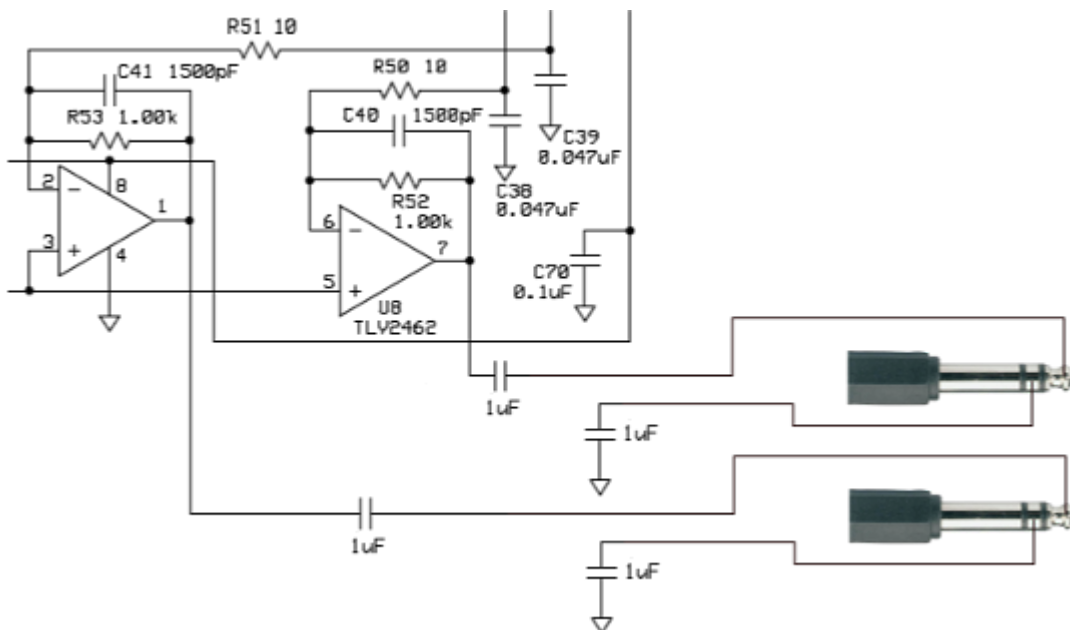 R51 10
C41 1500pF
R50 10
R53 1.00k
C40 1500pF
C39
0.047uF
2
8
1
C38
0.047uF
R52
1.00k
3
4
6
7
5
C70
0.1uF
U8
TLV2462
1uF
1uF
1uF
1uF